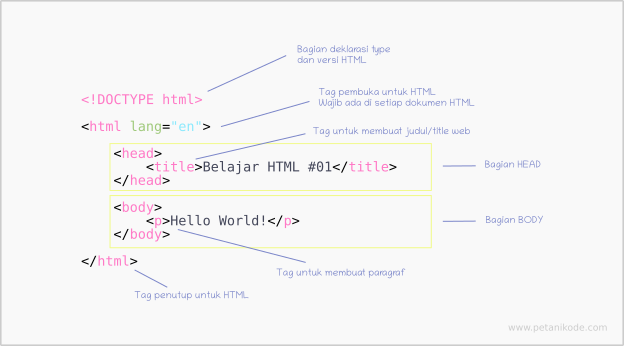 Bagian deklarasi type
dan versi HTML
<!DOCTYPE html>
Tag pembuka untuk HTML
Wajib ada di setiap dokumen HTML
<html lang="en">
Tag untuk membuat judul/title web
<head>
<title>Belajar HTML #01</title>
</head>
Bagian HEAD
<body>
<p>Hello World!</p>
</body>
Bagian BODY
</html>
Tag untuk membuat paragraf
Tag penutup untuk HTML
www.petanikode.com